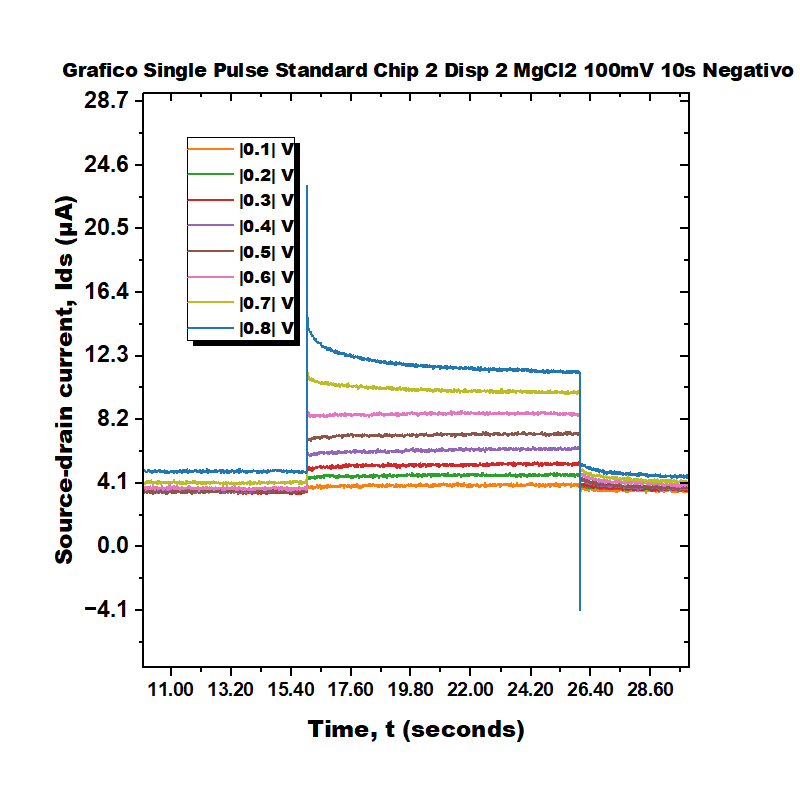 Grafico Single Pulse Standard Chip 2 Disp 2 MgCl2 100mV 10s Negativo
28.7
24.6
20.5
16.4
12.3
8.2
4.1
0.0
−4.1
Source-drain current, Ids (µA)
|0.1| V
|0.2| V
|0.3| V
|0.4| V
|0.5| V
|0.6| V
|0.7| V
|0.8| V
11.00 13.20 15.40 17.60 19.80 22.00 24.20 26.40 28.60
Time, t (seconds)